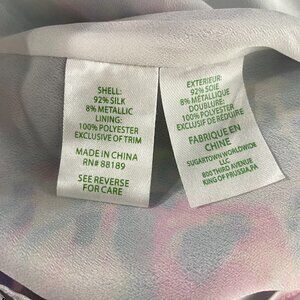 SHELL:
92% SILK
8% METALLIC
LINING:
100% POLYESTER
EXCLUSIVE OF TRIM
MADE IN CHINA
RN# 88189
SEE REVERSE
FOR CARE
EXTERIEUR:
92% SOIE
8% MÉTALLIQUE
DOUBLURE:
100% POLYESTER
EXCLUSIF DE RÉDUIRE
FABRIQUE EN
CHINE
SUGARTOWN WORLDWIDE
LLC
800 THIRD AVENUE
KING OF PRUSSIA,PA